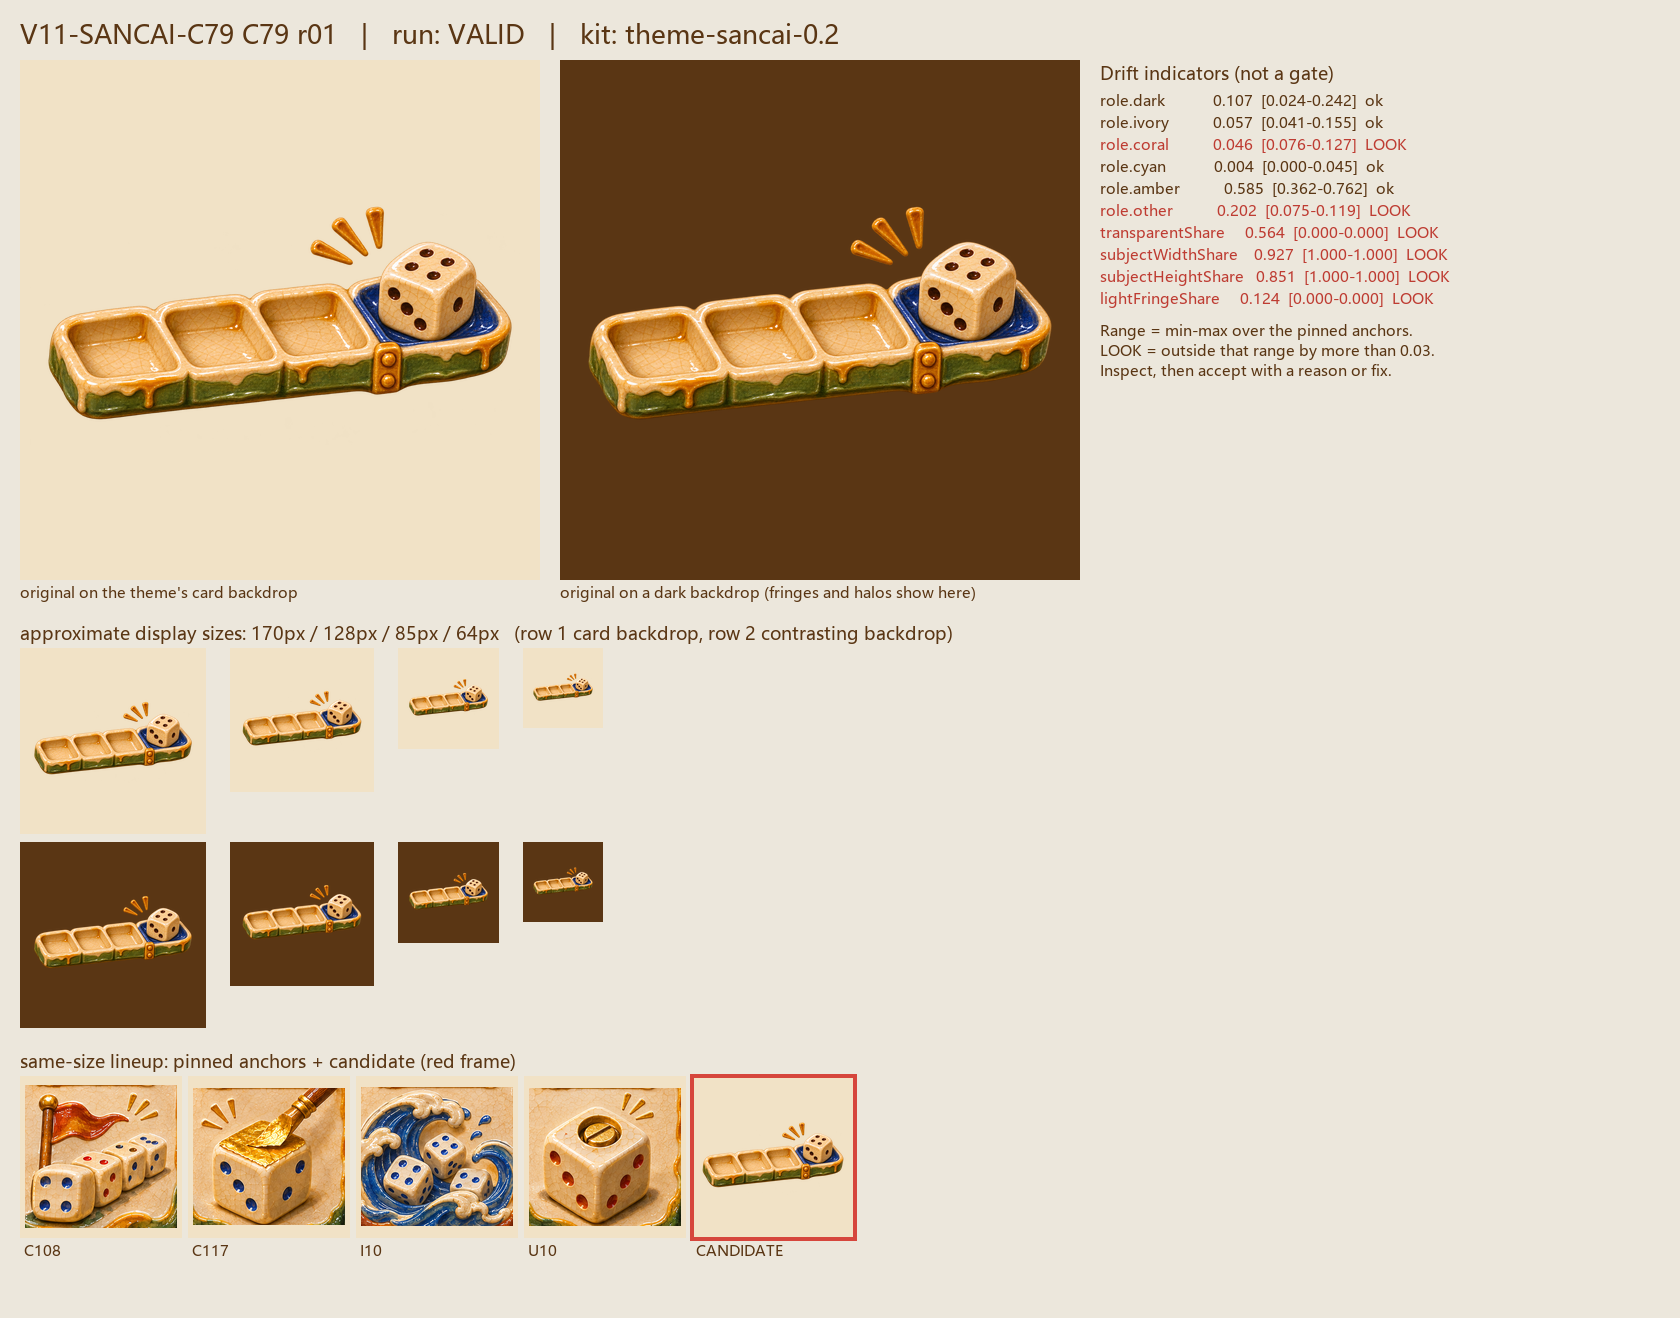 V11-SANCAI-C79 C79 r01 | run: VALID | kit: theme-sancai-0.2
Drift indicators (not a gate)
role.dark 0.107 [0.024-0.242] ok
role.ivory 0.057 [0.041-0.155] ok
role.coral 0.046 [0.076-0.127] LOOK
role.cyan 0.004 [0.000-0.045] ok
role.amber 0.585 [0.362-0.762] ok
role.other 0.202 [0.075-0.119] LOOK
transparentShare 0.564 [0.000-0.000] LOOK
subjectWidthShare 0.927 [1.000-1.000] LOOK
subjectHeightShare 0.851 [1.000-1.000] LOOK
lightFringeShare 0.124 [0.000-0.000] LOOK
Range = min-max over the pinned anchors.
LOOK = outside that range by more than 0.03.
Inspect, then accept with a reason or fix.
original on the theme's card backdrop
original on a dark backdrop (fringes and halos show here)
approximate display sizes: 170px / 128px / 85px / 64px (row 1 card backdrop, row 2 contrasting backdrop)
same-size lineup: pinned anchors + candidate (red frame)
C108
C117
I10
U10
CANDIDATE